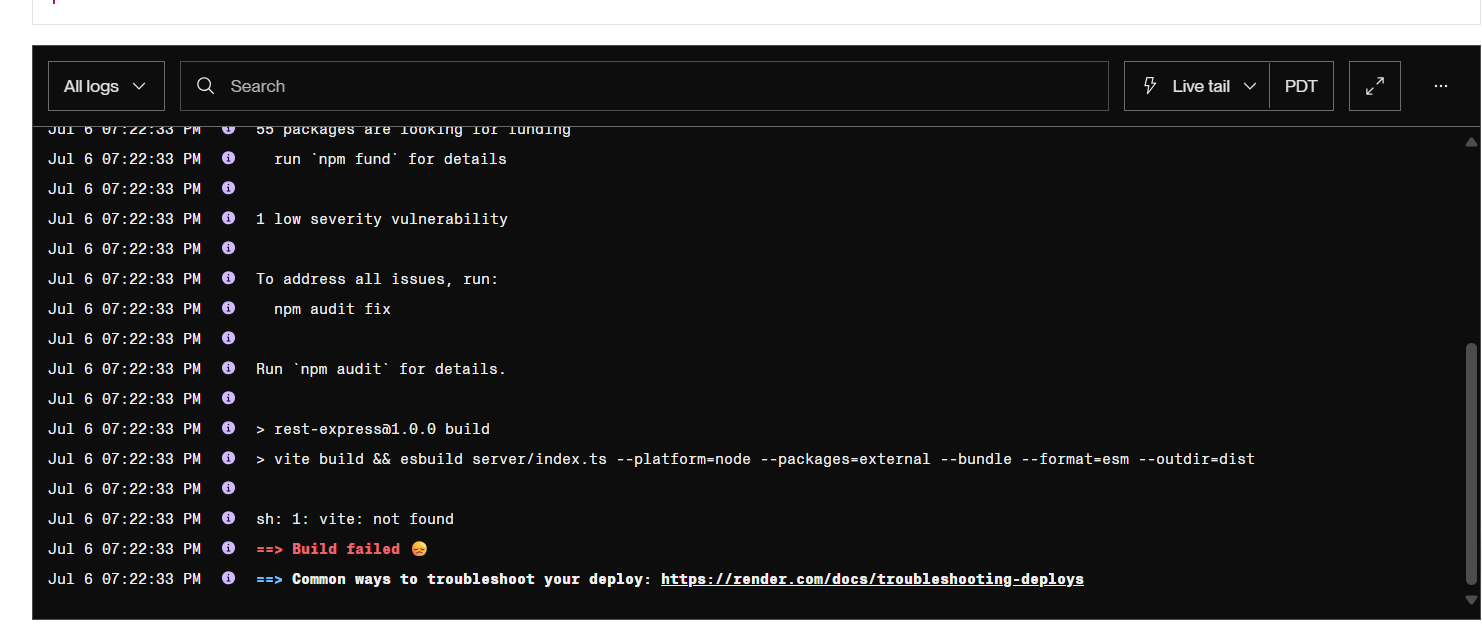 All logs
Search
Live tail
PDT
Jul 6 07:22:33 PM 55 packages are looking for funding
Jul 6 07:22:33 PM run `npm fund` for details
Jul 6 07:22:33 PM
Jul 6 07:22:33 PM 1 low severity vulnerability
Jul 6 07:22:33 PM
Jul 6 07:22:33 PM To address all issues, run:
Jul 6 07:22:33 PM npm audit fix
Jul 6 07:22:33 PM
Jul 6 07:22:33 PM Run `npm audit` for details.
Jul 6 07:22:33 PM
Jul 6 07:22:33 PM > rest-express@1.0.0 build
Jul 6 07:22:33 PM > vite build && esbuild server/index.ts --platform=node --packages=external --bundle --format=esm --outdir=dist
Jul 6 07:22:33 PM
Jul 6 07:22:33 PM sh: 1: vite: not found
Jul 6 07:22:33 PM ==> Build failed 😞
Jul 6 07:22:33 PM ==> Common ways to troubleshoot your deploy: https://render.com/docs/troubleshooting-deploys